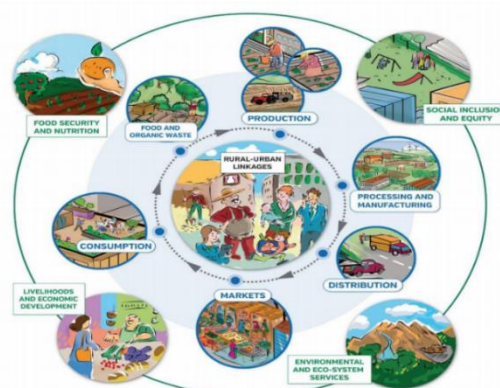 PRODUCTION
SOCIAL INCLUSION
AND EQUITY
FOOD SECURITY
AND NUTRITION
FOOD AND
ORGANIC WASTE
RURAL-URBAN
LINKAGES
PROCESSING AND
MANUFACTURING
CONSUMPTION
DISTRIBUTION
LIVELIHOODS
AND ECONOMIC
DEVELOPMENT
MARKETS
ENVIRONMENTAL
AND ECO-SYSTEM
SERVICES